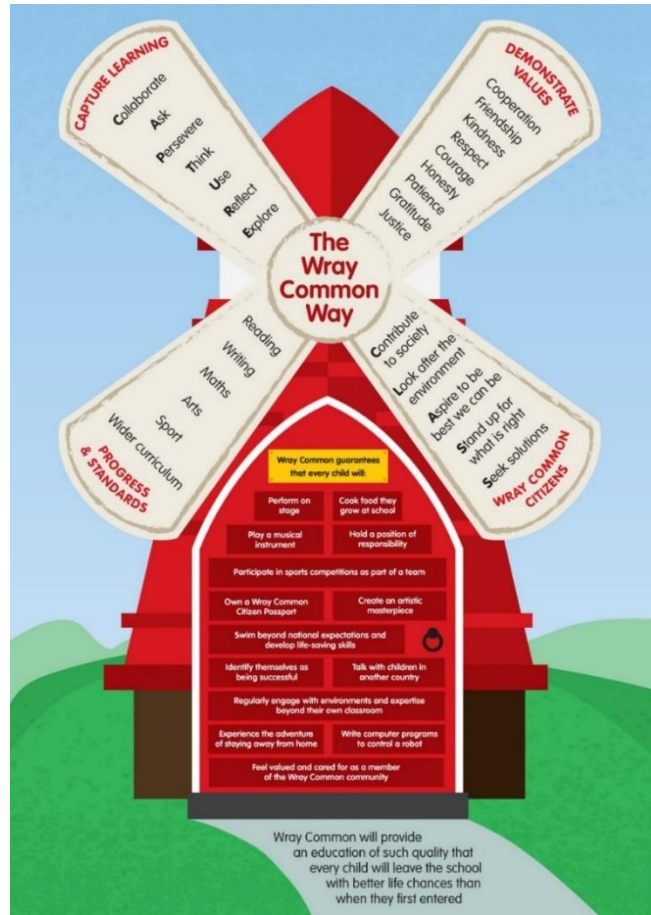 CAPTURE LEARNING
Collaborate
Ask
Persevere
Think
Use
Reflect
Explore
DEMONSTRATE
VALUES
Cooperation
Friendship
Kindness
Respect
Courage
Honesty
Patience
Gratitude
Justice
The
Wray
Common
Way
Reading
Writing
Maths
Arts
Sport
Wider curriculum
PROGRESS
& STANDARDS
Contribute
to society
Look after the
environment
Aspire to be
best we can be
Stand up for
what is right
Seek solutions
WRAY COMMON
CITIZENS
Wray Common guarantees
that every child will:
Perform on
stage
Cook food they
grow at school
Play a musical
instrument
Hold a position of
responsibility
Participate in sports competitions as part of a team
Own a Wray Common
Citizen Passport
Create an artistic
masterpiece
Swim beyond national expectations and
develop life-saving skills
Identify themselves as
being successful
Talk with children in
another country
Regularly engage with environments and expertise
beyond their own classroom
Experience the adventure
of staying away from home
Write computer programs
to control a robot
Feel valued and cared for as a member
of the Wray Common community
Wray Common will provide
an education of such quality that
every child will leave the school
with better life chances than
when they first entered